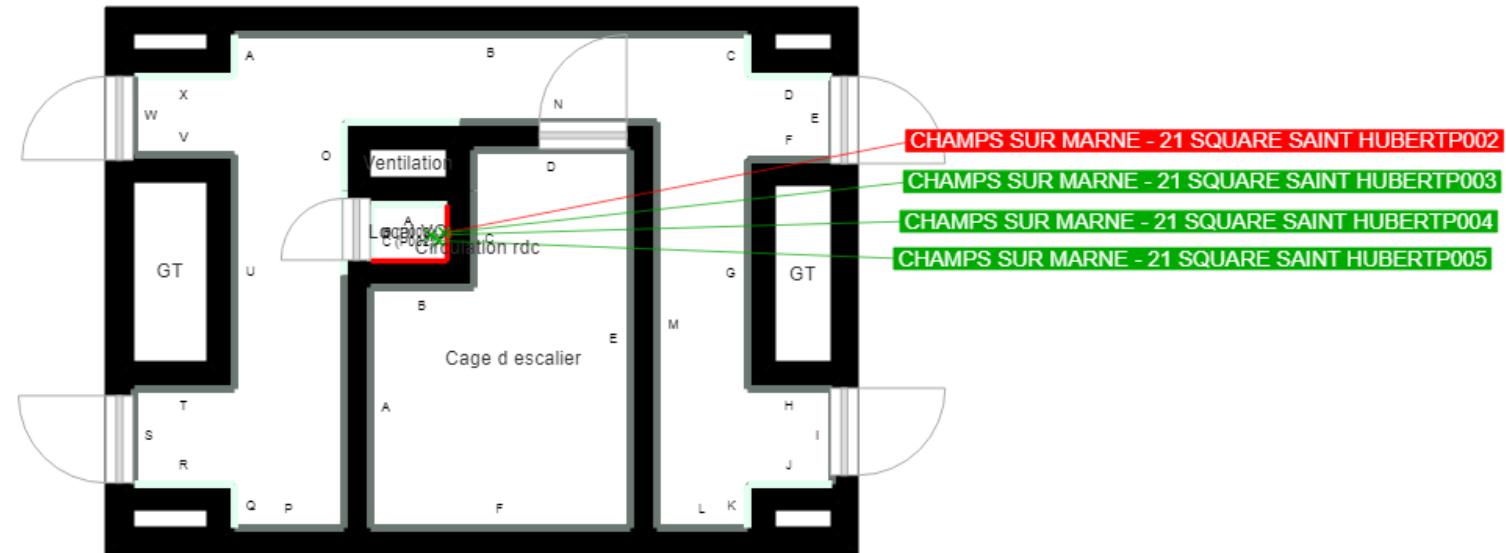 A
B
C
X
D
W
N
E
V
F
CHAMPS SUR MARNE - 21 SQUARE SAINT HUBERTP002
O
Ventilation
D
CHAMPS SUR MARNE - 21 SQUARE SAINT HUBERTP003
A
CHAMPS SUR MARNE - 21 SQUARE SAINT HUBERTP004
C
Circulation rdc
CHAMPS SUR MARNE - 21 SQUARE SAINT HUBERTP005
GT
U
G
GT
B
M
E
Cage d escalier
T
A
H
S
I
R
J
Q
P
F
L
K